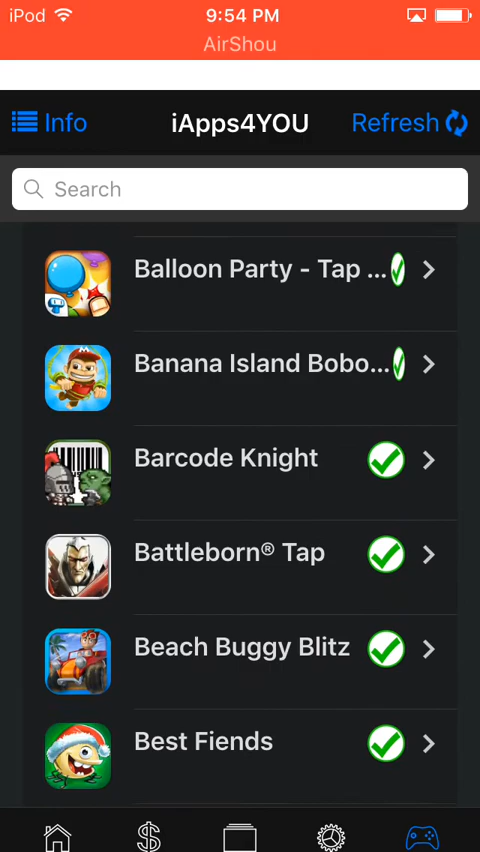 iPod 9:54 PM
AirShou
Info iApps4YOU Refresh
Search
Balloon Party - Tap ...
Banana Island Bobo...
Barcode Knight
Battleborn® Tap
Beach Buggy Blitz
Best Fiends